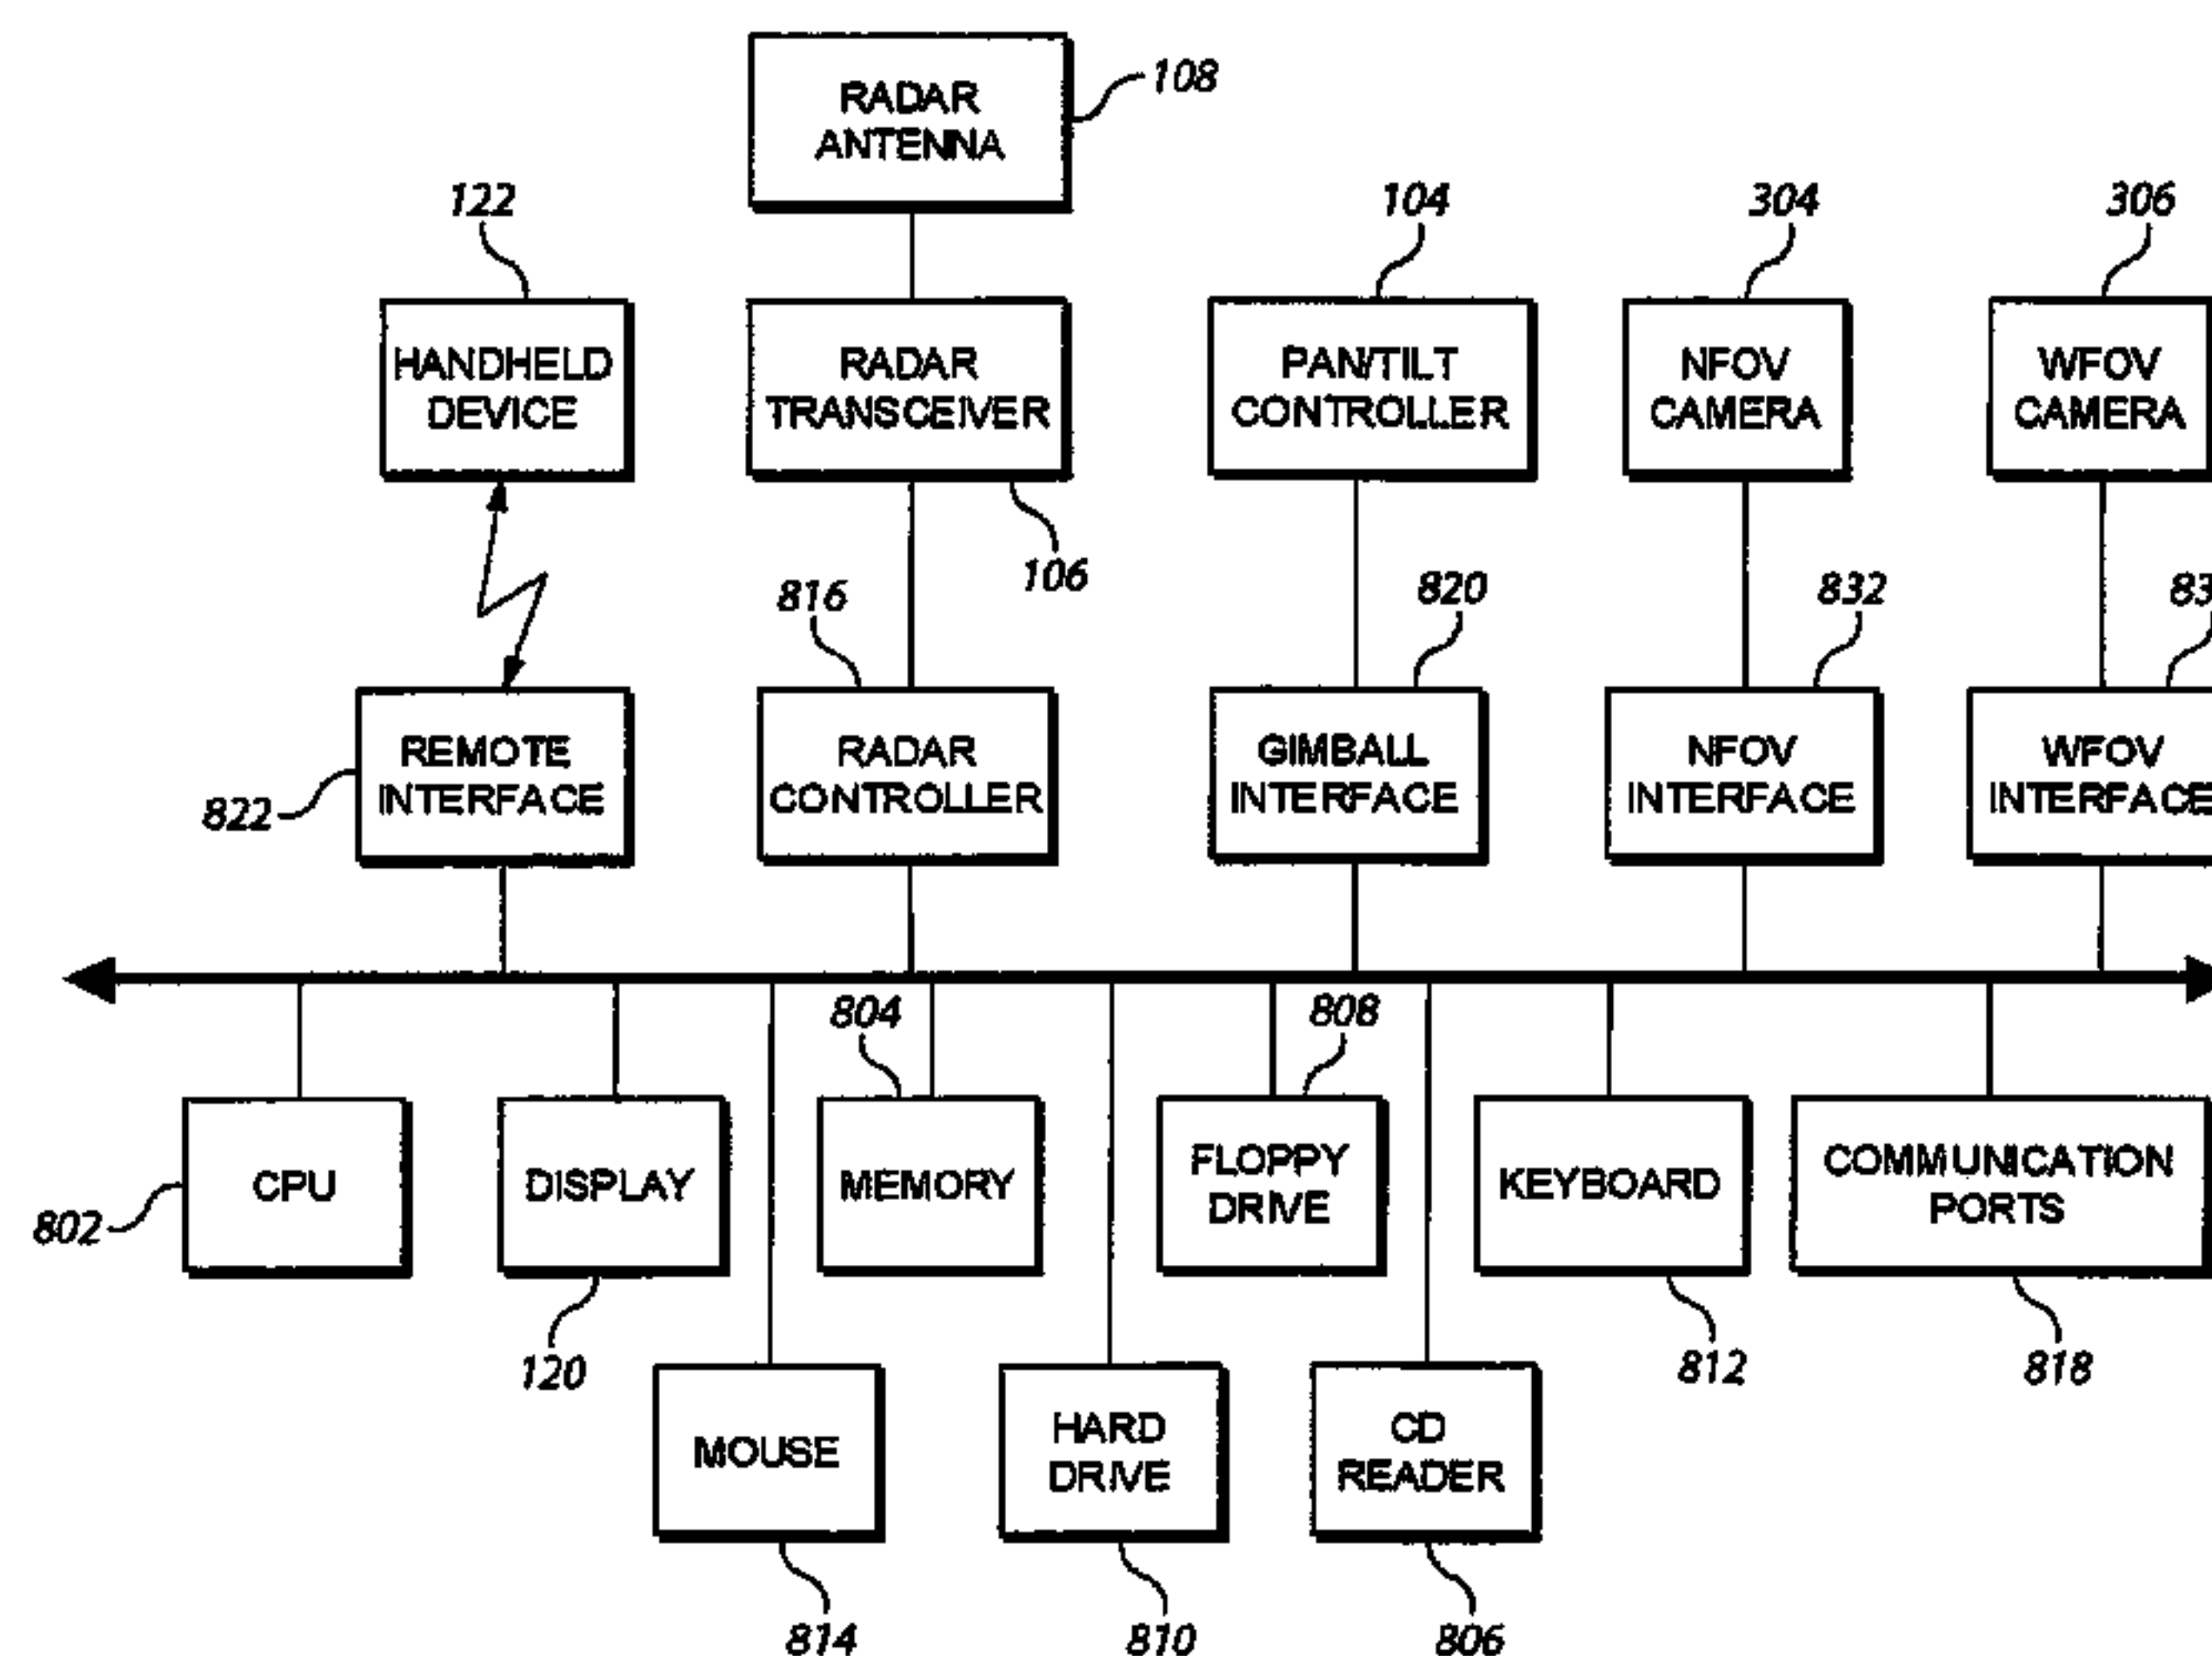 RADAR
ANTENNA
108
122
104
304
306
HANDHELD
DEVICE
RADAR
TRANSCEIVER
PAN/TILT
CONTROLLER
NFOV
CAMERA
WFOV
CAMERA
106
816
820
832
83
REMOTE
INTERFACE
822
RADAR
CONTROLLER
GIMBALL
INTERFACE
NFOV
INTERFACE
WFOV
INTERFACE
804
808
CPU
802
DISPLAY
MEMORY
FLOPPY
DRIVE
KEYBOARD
COMMUNICATION
PORTS
120
812
818
MOUSE
HARD
DRIVE
CD
READER
814
810
806